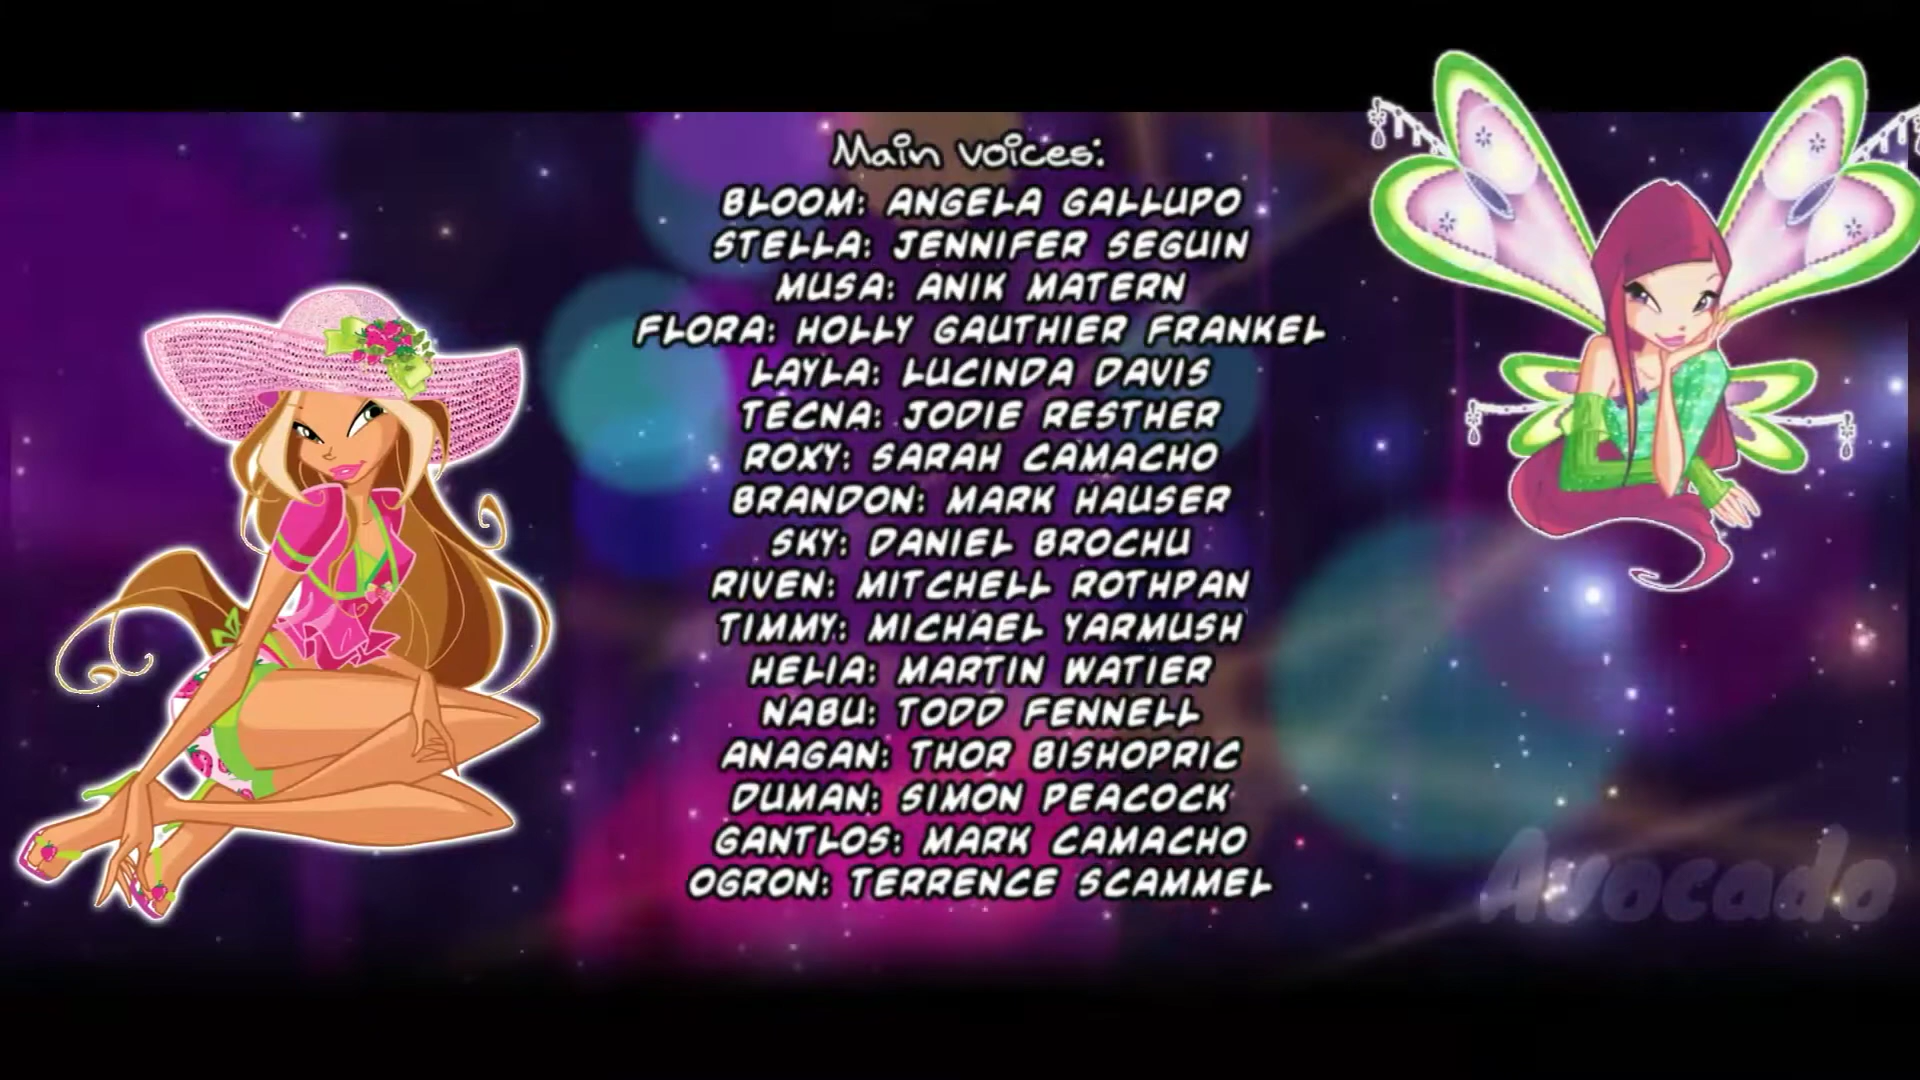 Main voices:
BLOOM: ANGELA GALLUPO
STELLA: JENNIFER SEGUIN
MUSA: ANIK MATERN
FLORA: HOLLY GAUTHIER FRANKEL
LAYLA: LUCINDA DAVIS
TECNA: JODIE RESTHER
ROXY: SARAH CAMACHO
BRANDON: MARK HAUSER
SKY: DANIEL BROCHU
RIVEN: MITCHELL ROTHPAN
TIMMY: MICHAEL YARMUSH
HELIA: MARTIN WATIER
NABU: TODD FENNELL
ANAGAN: THOR BISHOPRIC
DUMAN: SIMON PEACOCK
GANTLOS: MARK CAMACHO
OGRON: TERRENCE SCAMMEL
Avocado